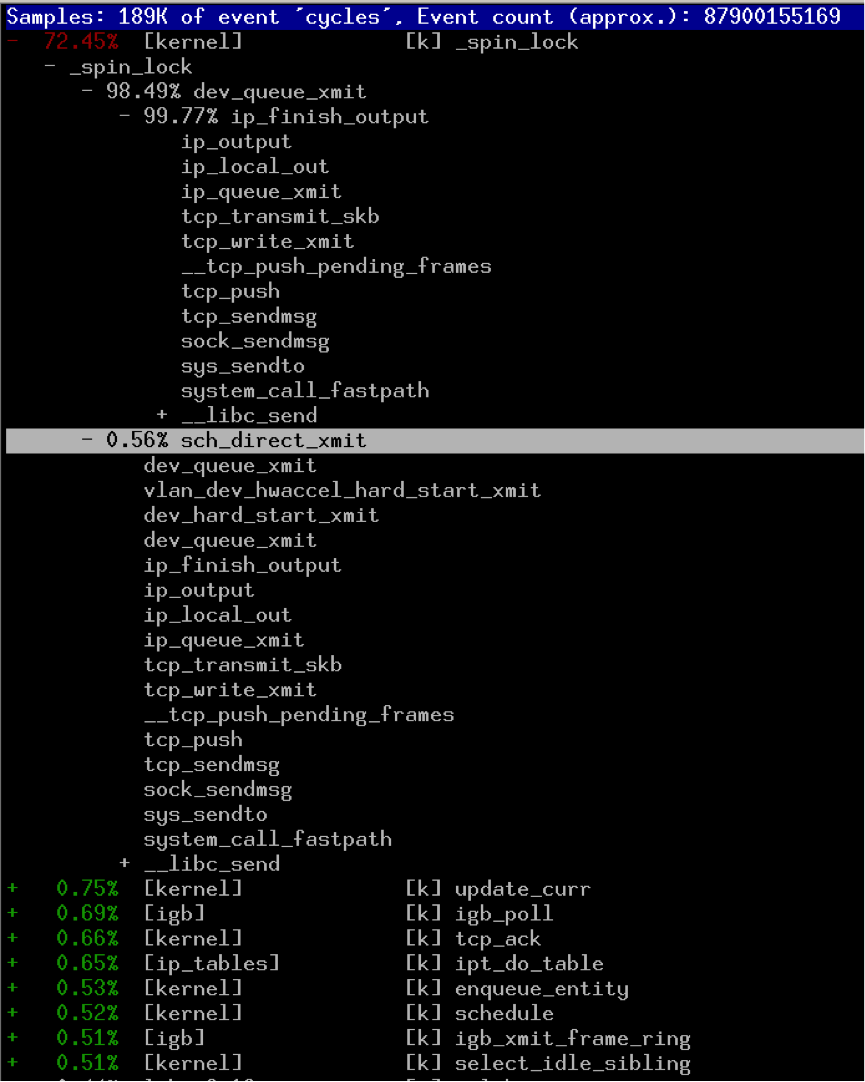 Samples: 189K of event 'cycles', Event count (approx.): 87900155169
- 72.45% [kernel] [k] _spin_lock
- _spin_lock
- 98.49% dev_queue_xmit
- 99.77% ip_finish_output
ip_output
ip_local_out
ip_queue_xmit
tcp_transmit_skb
tcp_write_xmit
__tcp_push_pending_frames
tcp_push
tcp_sendmsg
sock_sendmsg
sys_sendto
system_call_fastpath
+ __libc_send
- 0.56% sch_direct_xmit
dev_queue_xmit
vlan_dev_hwaccel_hard_start_xmit
dev_hard_start_xmit
dev_queue_xmit
ip_finish_output
ip_output
ip_local_out
ip_queue_xmit
tcp_transmit_skb
tcp_write_xmit
__tcp_push_pending_frames
tcp_push
tcp_sendmsg
sock_sendmsg
sys_sendto
system_call_fastpath
+ __libc_send
+ 0.75% [kernel] [k] update_curr
+ 0.69% [igb] [k] igb_poll
+ 0.66% [kernel] [k] tcp_ack
+ 0.65% [ip_tables] [k] ipt_do_table
+ 0.53% [kernel] [k] enqueue_entity
+ 0.52% [kernel] [k] schedule
+ 0.51% [igb] [k] igb_xmit_frame_ring
+ 0.51% [kernel] [k] select_idle_sibling